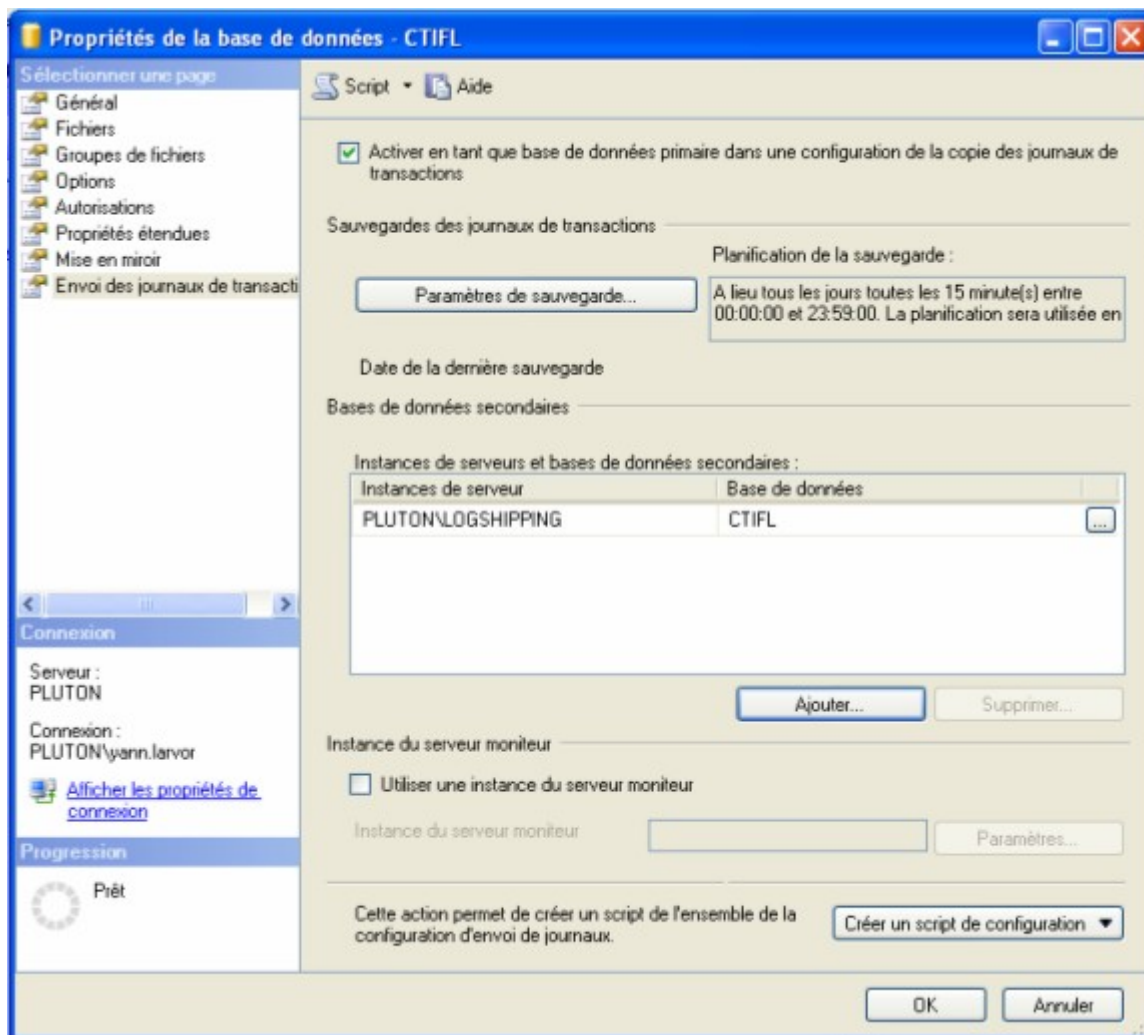 Propriétés de la base de données - CTIFL
Sélectionner une page
Général
Fichiers
Groupes de fichiers
Options
Autorisations
Propriétés étendues
Mise en miroir
Envoi des journaux de transacti
Connexion
Serveur :
PLUTON
Connexion :
PLUTON\yann.larvor
Afficher les propriétés de
connexion
Progression
Prêt
Script
Aide
Activer en tant que base de données primaire dans une configuration de la copie des journaux de
transactions
Sauvegardes des journaux de transactions
Planification de la sauvegarde :
Paramètres de sauvegarde...
A lieu tous les jours toutes les 15 minute(s) entre
00:00:00 et 23:59:00. La planification sera utilisée en
Date de la dernière sauvegarde
Bases de données secondaires
Instances de serveurs et bases de données secondaires :
Instances de serveur
Base de données
PLUTON\LOGSHIPPING
CTIFL
...
Ajouter...
Supprimer...
Instance du serveur moniteur
Utiliser une instance du serveur moniteur
Instance du serveur moniteur
Paramètres...
Cette action permet de créer un script de l'ensemble de la
configuration d'envoi de journaux.
Créer un script de configuration
OK
Annuler